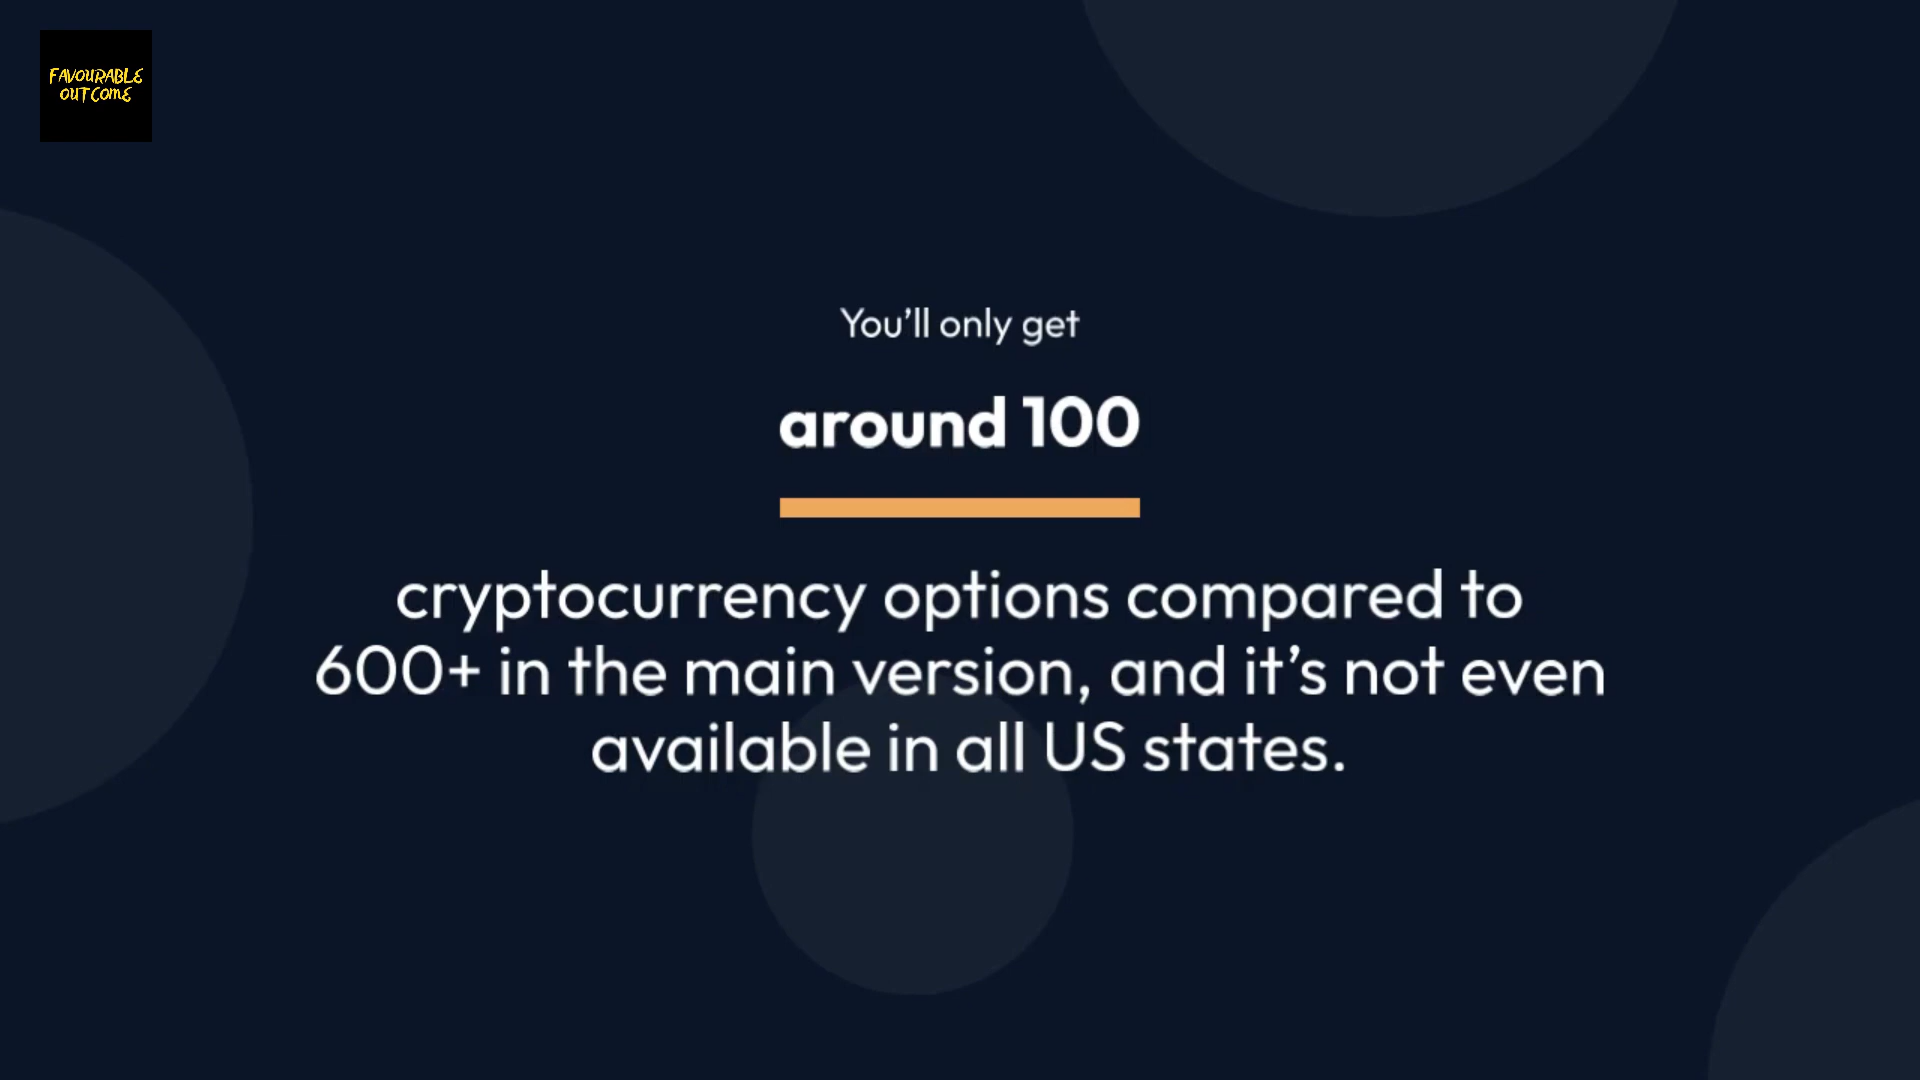 FAVOURABLE
OUTCOME
You’ll only get
around 100
cryptocurrency options compared to
600+ in the main version, and it’s not even
available in all US states.